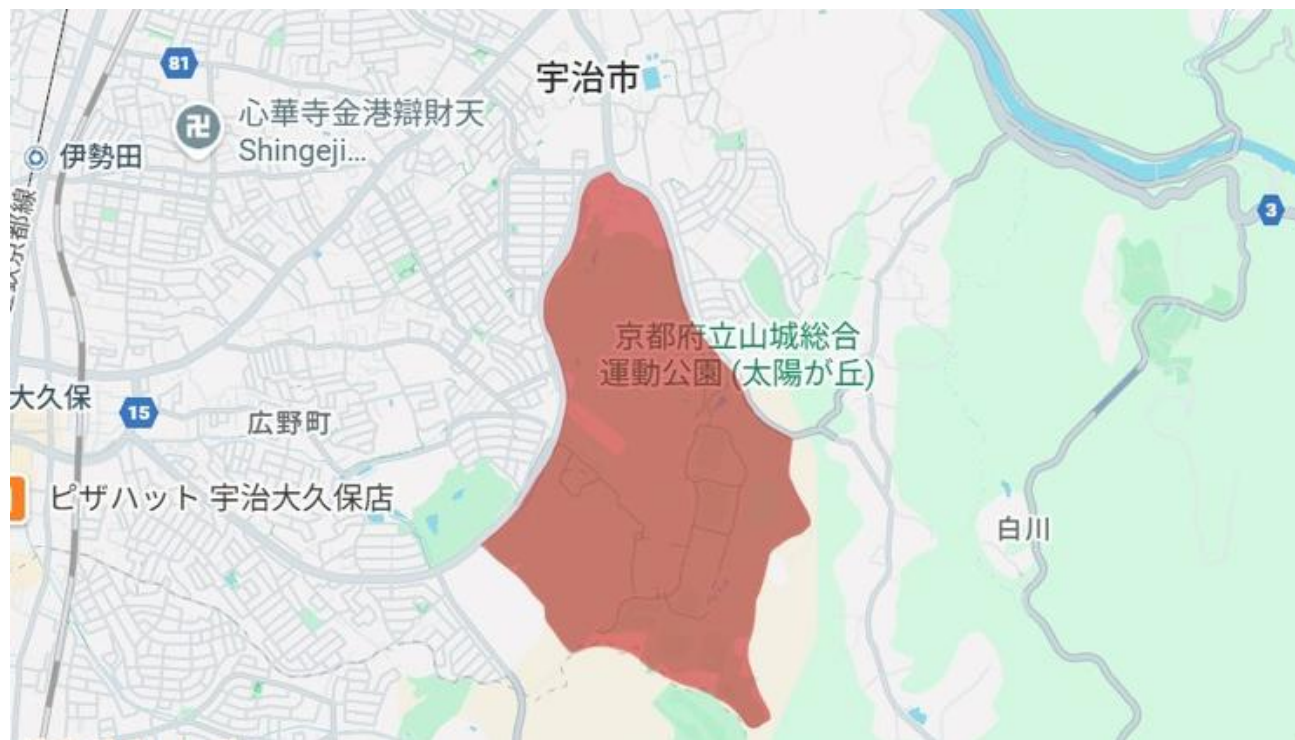 宇治市
81
心華寺金港辯財天
Shingeji...
伊勢田
3
京都府立山城総合
運動公園 (太陽が丘)
大久保
15
広野町
ピザハット 宇治大久保店
白川